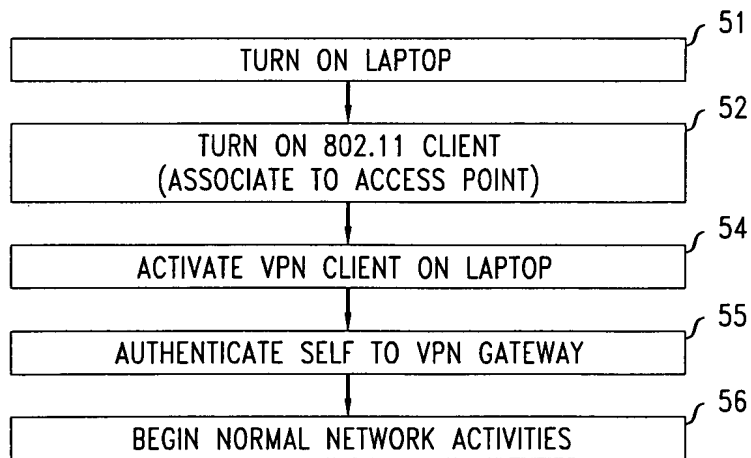 51
TURN ON LAPTOP
52
TURN ON 802.11 CLIENT
(ASSOCIATE TO ACCESS POINT)
54
ACTIVATE VPN CLIENT ON LAPTOP
55
AUTHENTICATE SELF TO VPN GATEWAY
56
BEGIN NORMAL NETWORK ACTIVITIES